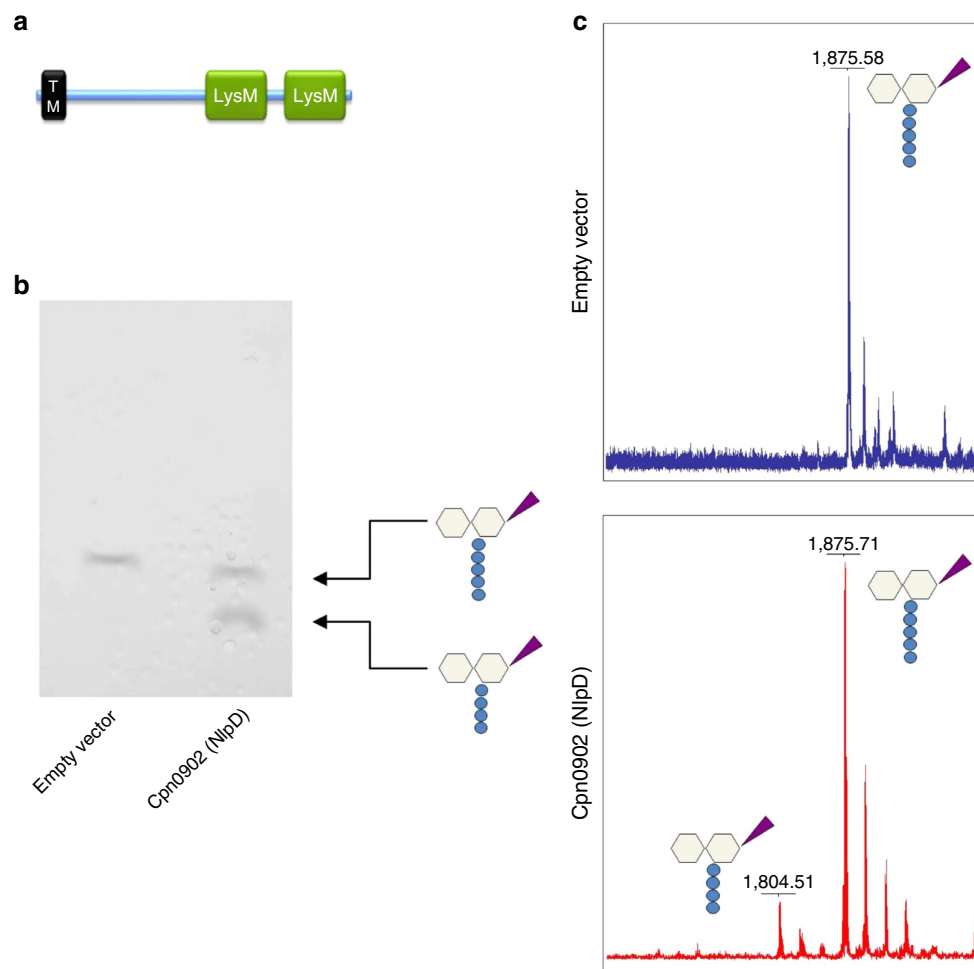 a
T
M
LysM
LysM
b
Empty vector
Cpn0902 (NlpD)
c
Empty vector
1,875.58
Cpn0902 (NlpD)
1,875.71
1,804.51